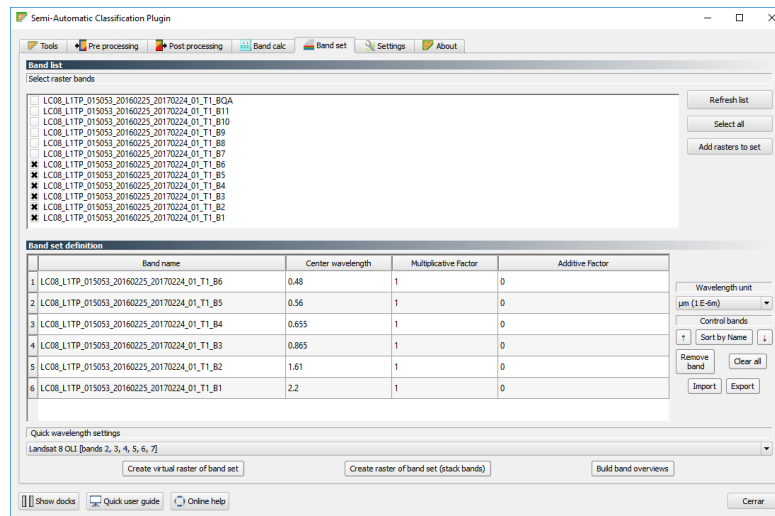 Semi-Automatic Classification Plugin
Tools Pre processing Post processing Band calc Band set Settings About
Band list
Select raster bands
LC08_L1TP_015053_20160225_20170224_01_T1_BQA
LC08_L1TP_015053_20160225_20170224_01_T1_B11
LC08_L1TP_015053_20160225_20170224_01_T1_B10
LC08_L1TP_015053_20160225_20170224_01_T1_B9
LC08_L1TP_015053_20160225_20170224_01_T1_B8
LC08_L1TP_015053_20160225_20170224_01_T1_B7
LC08_L1TP_015053_20160225_20170224_01_T1_B6
LC08_L1TP_015053_20160225_20170224_01_T1_B5
LC08_L1TP_015053_20160225_20170224_01_T1_B4
LC08_L1TP_015053_20160225_20170224_01_T1_B3
LC08_L1TP_015053_20160225_20170224_01_T1_B2
LC08_L1TP_015053_20160225_20170224_01_T1_B1
Refresh list
Select all
Add rasters to set
Band set definition
Band name Center wavelength Multiplicative Factor Additive Factor
1 LC08_L1TP_015053_20160225_20170224_01_T1_B6 0.48 1 0
2 LC08_L1TP_015053_20160225_20170224_01_T1_B5 0.56 1 0
3 LC08_L1TP_015053_20160225_20170224_01_T1_B4 0.655 1 0
4 LC08_L1TP_015053_20160225_20170224_01_T1_B3 0.865 1 0
5 LC08_L1TP_015053_20160225_20170224_01_T1_B2 1.61 1 0
6 LC08_L1TP_015053_20160225_20170224_01_T1_B1 2.2 1 0
Wavelength unit
µm (1 E-6m)
Control bands
↑ Sort by Name ↓
Remove band Clear all
Import Export
Quick wavelength settings
Landsat 8 OLI [bands 2, 3, 4, 5, 6, 7]
Create virtual raster of band set Create raster of band set (stack bands) Build band overviews
Show docks Quick user guide Online help Cerrar